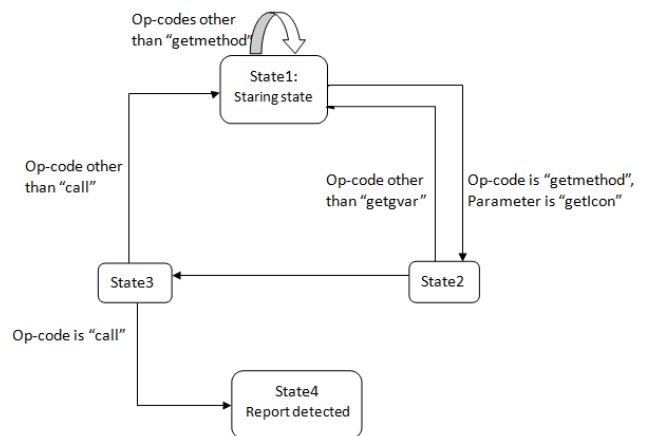 Op-codes other
than “getmethod”
State1:
Staring state
Op-code other
than “call”
Op-code other
than “getgvar”
Op-code is “getmethod”,
Parameter is “getIcon”
State3
State2
Op-code is “call”
State4
Report detected